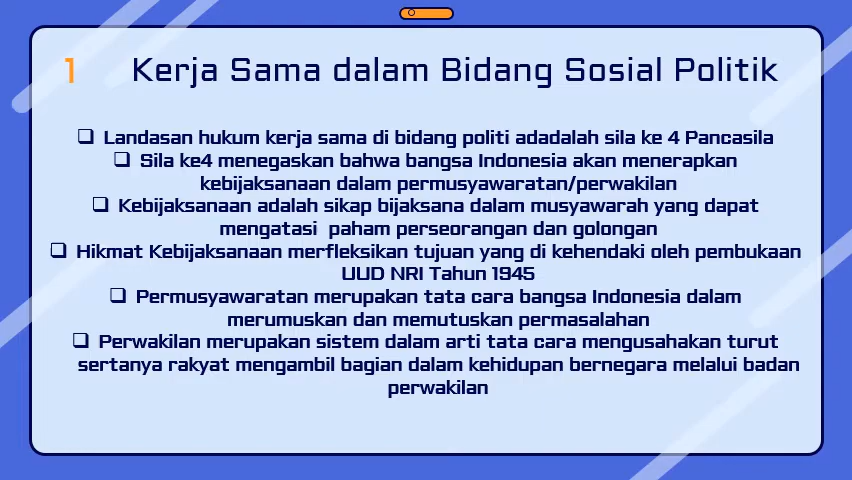 1 Kerja Sama dalam Bidang Sosial Politik
❑ Landasan hukum kerja sama di bidang politi adadalah sila ke 4 Pancasila
❑ Sila ke4 menegaskan bahwa bangsa Indonesia akan menerapkan
kebijaksanaan dalam permusyawaratan/perwakilan
❑ Kebijaksanaan adalah sikap bijaksana dalam musyawarah yang dapat
mengatasi paham perseorangan dan golongan
❑ Hikmat Kebijaksanaan merfleksikan tujuan yang di kehendaki oleh pembukaan
UUD NRI Tahun 1945
❑ Permusyawaratan merupakan tata cara bangsa Indonesia dalam
merumuskan dan memutuskan permasalahan
❑ Perwakilan merupakan sistem dalam arti tata cara mengusahakan turut
sertanya rakyat mengambil bagian dalam kehidupan bernegara melalui badan
perwakilan